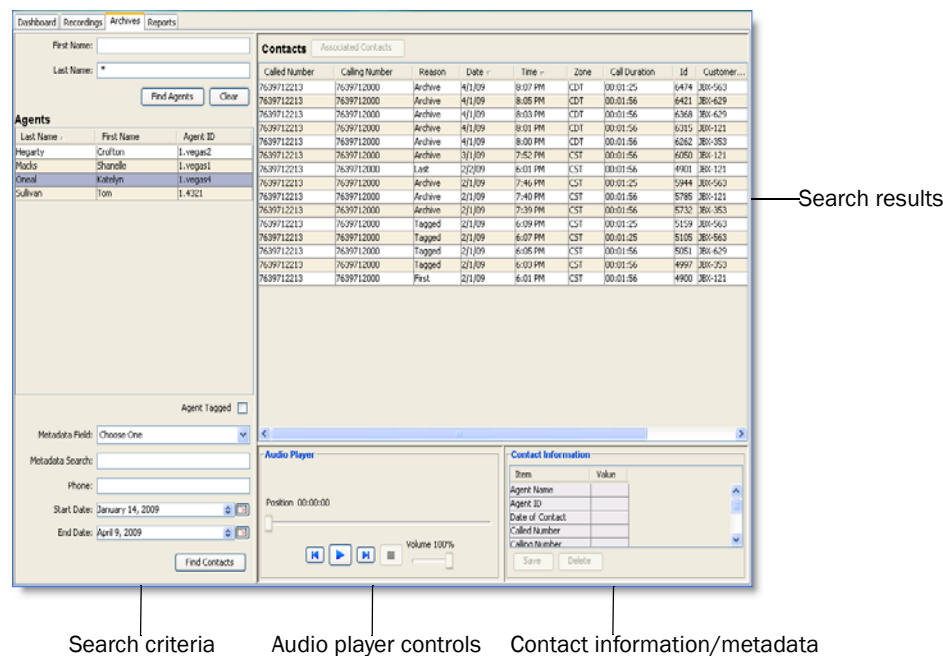 Dashboard Recordings Archives Reports
First Name:
Last Name: *
Find Agents Clear
Agents
Last Name First Name Agent ID
Hegarty Crofton 1.vegas2
Macks Shanelle 1.vegas1
Oneal Katelyn 1.vegas4
Sullivan Tom 1.4321
Agent Tagged
Metadata Field: Choose One
Metadata Search:
Phone:
Start Date: January 14, 2009
End Date: April 9, 2009
Find Contacts
Contacts Associated Contacts
Called Number Calling Number Reason Date Time Zone Call Duration Id Customer...
7639712213 7639712000 Archive 4/1/09 8:07 PM CDT 00:01:25 6474 JBX-563
7639712213 7639712000 Archive 4/1/09 8:05 PM CDT 00:01:56 6421 JBX-629
7639712213 7639712000 Archive 4/1/09 8:03 PM CDT 00:01:56 6368 JBX-629
7639712213 7639712000 Archive 4/1/09 8:01 PM CDT 00:01:56 6315 JBX-121
7639712213 7639712000 Archive 4/1/09 8:00 PM CDT 00:01:56 6262 JBX-353
7639712213 7639712000 Archive 3/1/09 7:52 PM CST 00:01:56 6050 JBX-121
7639712213 7639712000 Last 2/2/09 6:01 PM CST 00:01:56 4901 JBX-121
7639712213 7639712000 Archive 2/1/09 7:46 PM CST 00:01:25 5944 JBX-563
7639712213 7639712000 Archive 2/1/09 7:40 PM CST 00:01:56 5785 JBX-121
7639712213 7639712000 Archive 2/1/09 7:39 PM CST 00:01:56 5732 JBX-353
7639712213 7639712000 Tagged 2/1/09 6:09 PM CST 00:01:25 5159 JBX-563
7639712213 7639712000 Tagged 2/1/09 6:07 PM CST 00:01:25 5105 JBX-563
7639712213 7639712000 Tagged 2/1/09 6:05 PM CST 00:01:56 5051 JBX-629
7639712213 7639712000 Tagged 2/1/09 6:03 PM CST 00:01:56 4997 JBX-353
7639712213 7639712000 First 2/1/09 6:01 PM CST 00:01:56 4900 JBX-121
Audio Player
Position 00:00:00
Volume 100%
Contact Information
Item Value
Agent Name
Agent ID
Date of Contact
Called Number
Calling Number
Save Delete
Search results
Search criteria
Audio player controls
Contact information/metadata